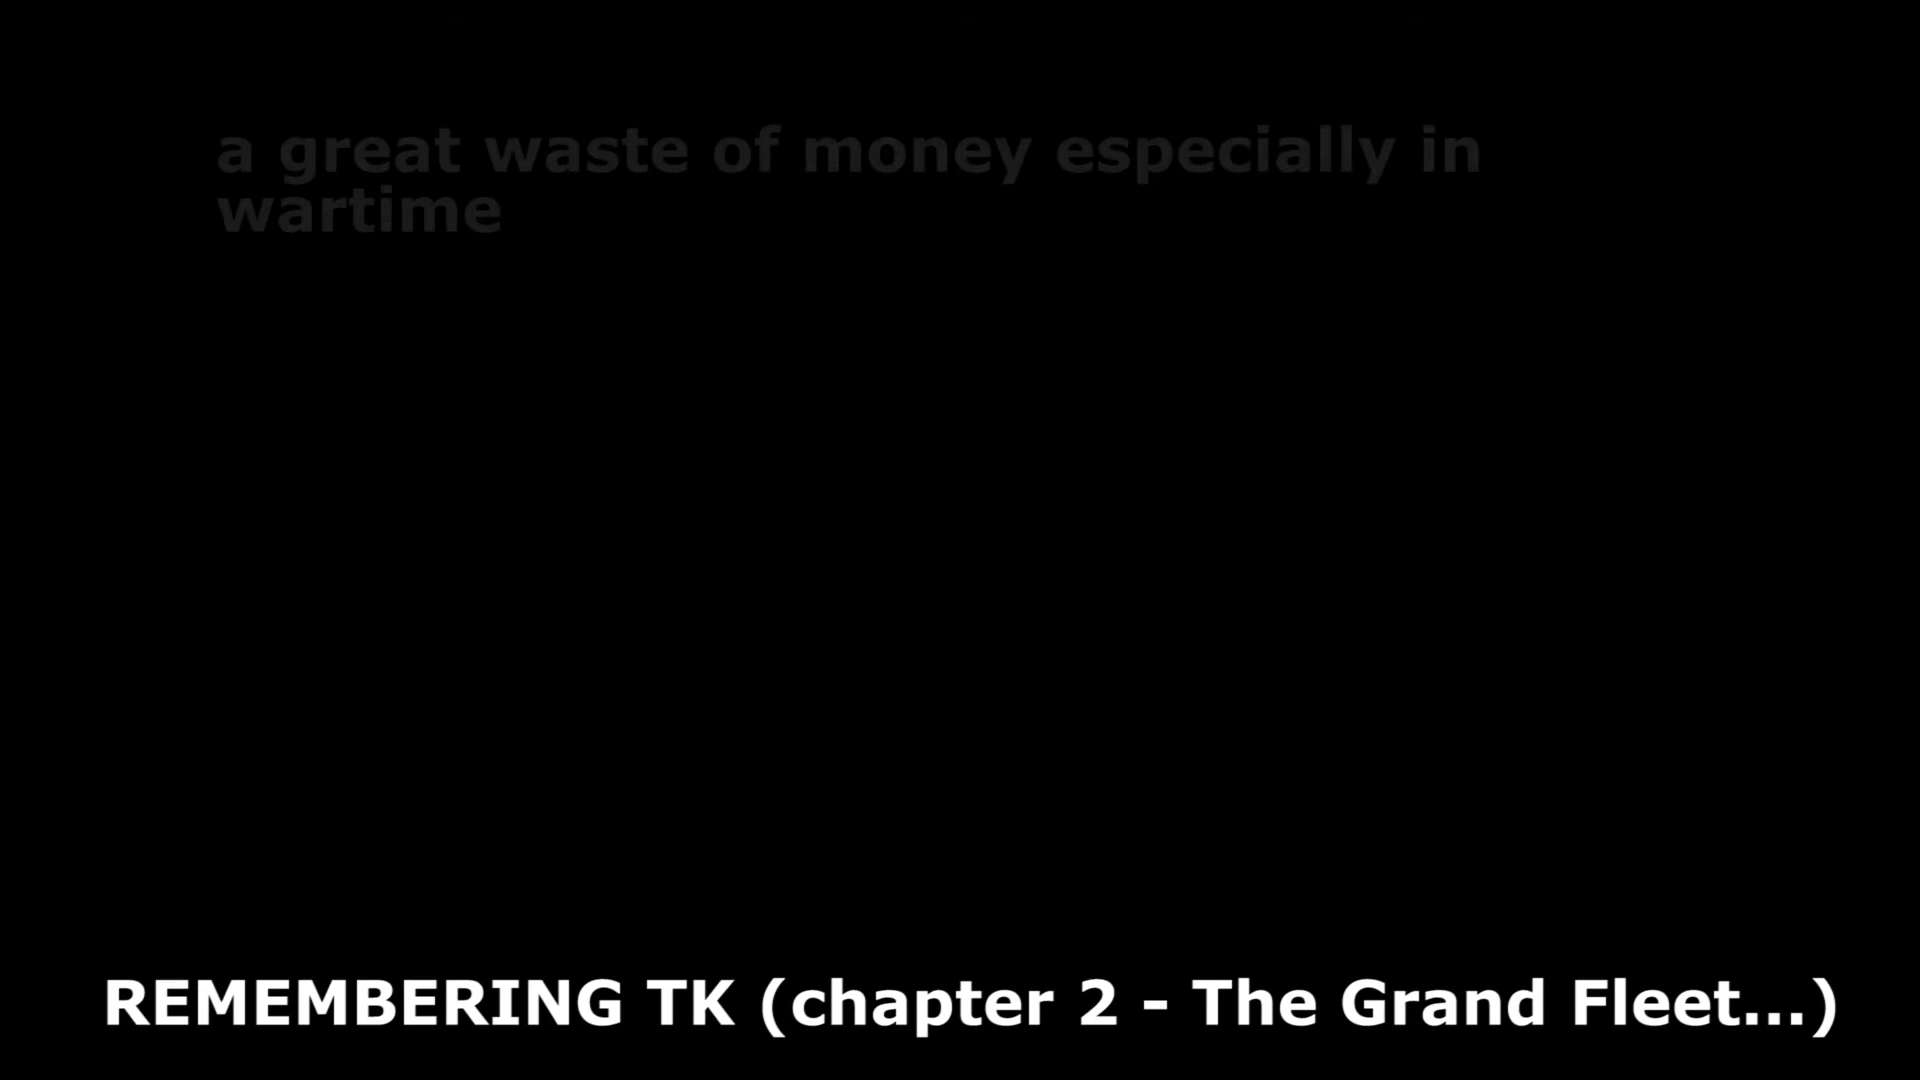 a great waste of money especially in
wartime
REMEMBERING TK (chapter 2 - The Grand Fleet...)